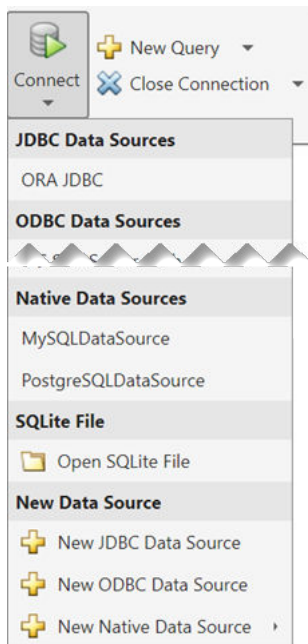 New Query
Connect
Close Connection
JDBC Data Sources
ORA JDBC
ODBC Data Sources
Native Data Sources
MySQLDataSource
PostgreSQLDataSource
SQLite File
Open SQLite File
New Data Source
New JDBC Data Source
New ODBC Data Source
New Native Data Source